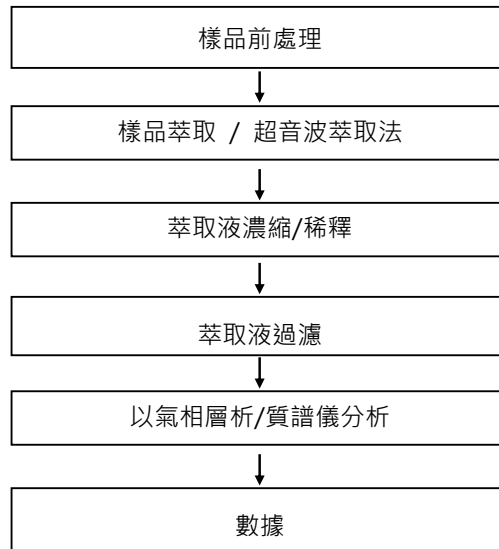 樣品前處理
樣品萃取 / 超音波萃取法
萃取液濃縮/稀釋
萃取液過濾
以氣相層析/質譜儀分析
數據